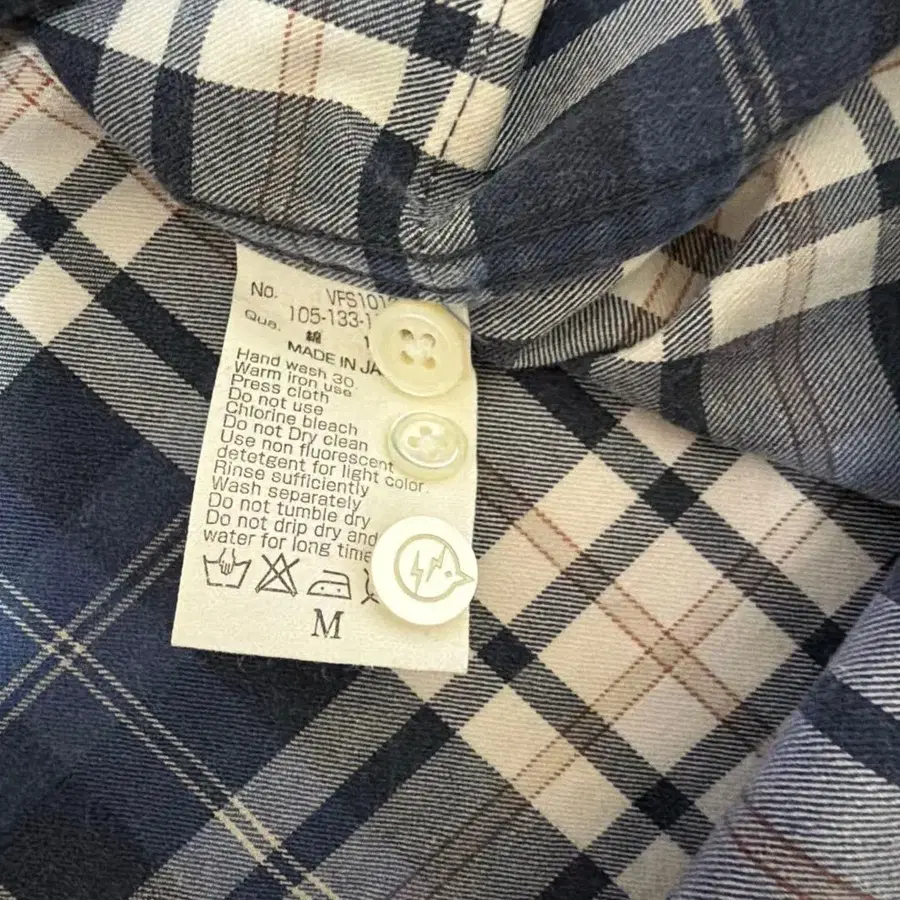 No. VFS101
105-133-1
Qua.
綿 1
MADE IN JA
Hand wash 30.
Warm iron use
Press cloth
Do not use
Chlorine bleach
Do not Dry clean
Use non fluorescent
detetgent for light color.
Rinse sufficiently
Wash separately
Do not tumble dry
Do not drip dry and
water for long time
M